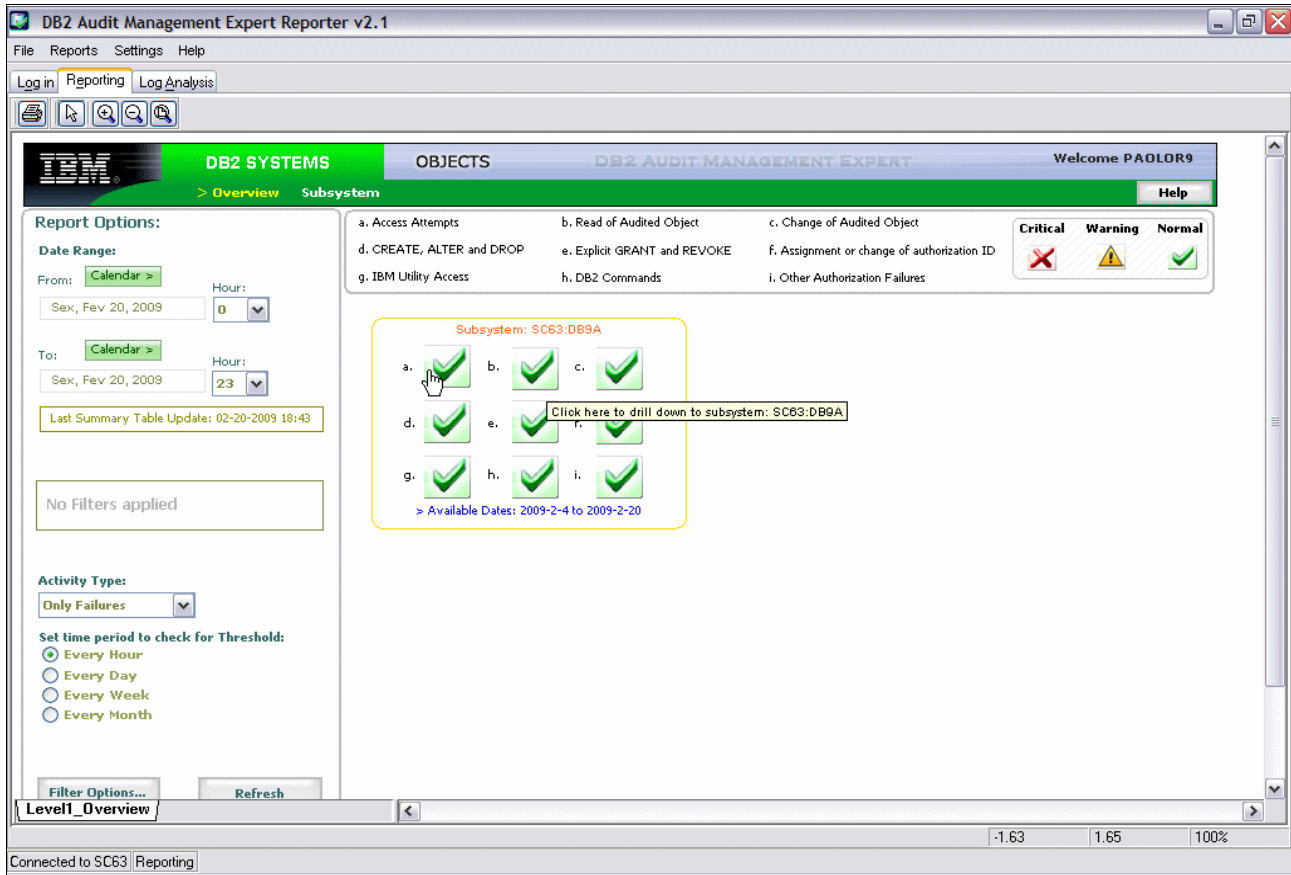 DB2 Audit Management Expert Reporter v2.1
File Reports Settings Help
Log in Reporting Log Analysis
IBM. DB2 SYSTEMS OBJECTS DB2 AUDIT MANAGEMENT EXPERT Welcome PAOLOR9
> Overview Subsystem Help
Report Options:
Date Range:
From: Calendar >
Hour:
Sex, Fev 20, 2009 0
To: Calendar >
Hour:
Sex, Fev 20, 2009 23
Last Summary Table Update: 02-20-2009 18:43
No Filters applied
Activity Type:
Only Failures
Set time period to check for Threshold:
Every Hour
Every Day
Every Week
Every Month
Filter Options... Refresh
a. Access Attempts b. Read of Audited Object c. Change of Audited Object
d. CREATE, ALTER and DROP e. Explicit GRANT and REVOKE f. Assignment or change of authorization ID
g. IBM Utility Access h. DB2 Commands i. Other Authorization Failures
Critical Warning Normal
Subsystem: SC63:DB9A
a. b. c.
Click here to drill down to subsystem: SC63:DB9A
d. e. f.
g. h. i.
> Available Dates: 2009-2-4 to 2009-2-20
Level1_Overview
-1.63 1.65 100%
Connected to SC63 Reporting